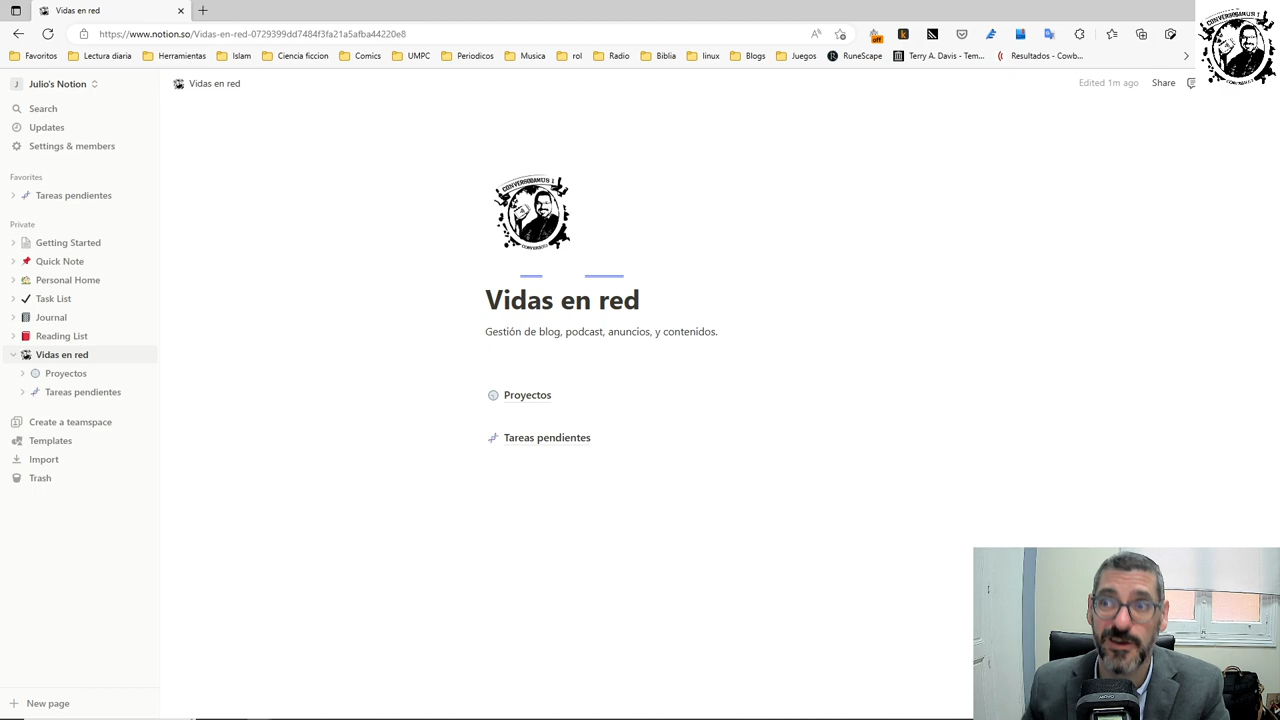 Vidas en red
https://www.notion.so/Vidas-en-red-0729399dd7484f3fa21a5afba44220e8
Favoritos
Lectura diaria
Herramientas
Islam
Ciencia ficcion
Comics
UMPC
Periodicos
Musica
rol
Radio
Biblia
linux
Blogs
Juegos
RuneScape
Terry A. Davis - Tem...
Resultados - Cowb...
off
CONVERSODAMUS !
J
Julio's Notion
Vidas en red
Edited 1m ago
Share
Search
Updates
Settings & members
Favorites
Tareas pendientes
Private
Getting Started
Quick Note
Personal Home
Task List
Journal
Reading List
Vidas en red
Proyectos
Tareas pendientes
Create a teamspace
Templates
Import
Trash
New page
Vidas en red
Gestión de blog, podcast, anuncios, y contenidos.
Proyectos
Tareas pendientes